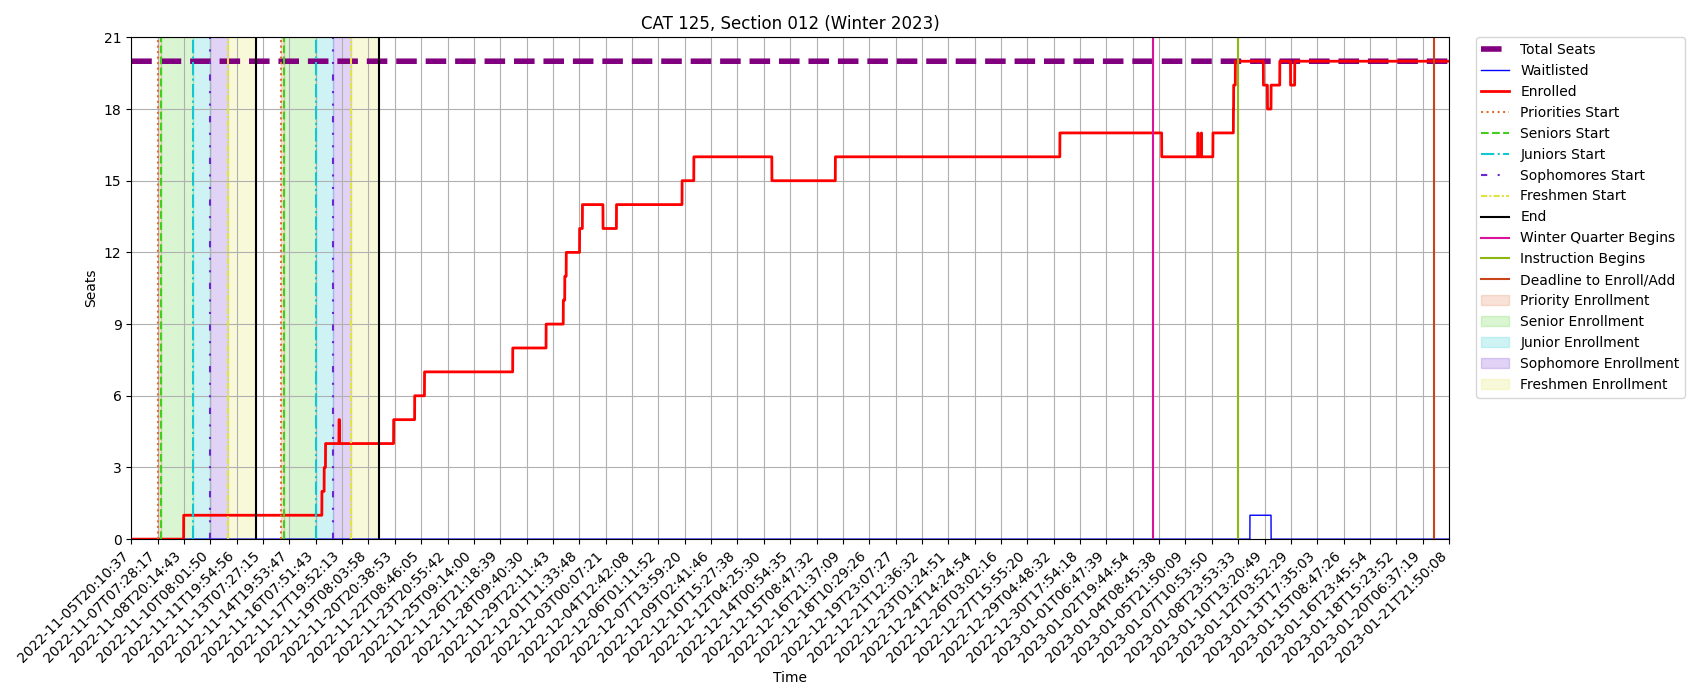 CAT 125, Section 012 (Winter 2023)
Seats
21
18
15
12
9
6
3
0
2022-11-05T20:10:37
2022-11-07T07:28:17
2022-11-08T20:14:43
2022-11-10T08:01:50
2022-11-11T19:54:56
2022-11-13T07:27:15
2022-11-14T19:53:47
2022-11-16T07:51:43
2022-11-17T19:52:13
2022-11-19T08:03:58
2022-11-20T20:38:53
2022-11-22T08:46:05
2022-11-23T20:55:42
2022-11-25T09:14:00
2022-11-26T21:18:39
2022-11-28T09:40:30
2022-11-29T22:11:43
2022-12-01T11:33:48
2022-12-03T00:07:21
2022-12-04T12:42:08
2022-12-06T01:11:52
2022-12-07T13:59:20
2022-12-09T02:41:46
2022-12-10T15:27:38
2022-12-12T04:25:30
2022-12-14T00:54:35
2022-12-15T08:47:32
2022-12-16T21:37:09
2022-12-18T10:29:26
2022-12-19T23:07:27
2022-12-21T12:36:32
2022-12-23T01:24:51
2022-12-24T14:24:54
2022-12-26T03:02:16
2022-12-27T15:55:20
2022-12-29T04:48:32
2022-12-30T17:54:18
2023-01-01T06:47:39
2023-01-02T19:44:54
2023-01-04T08:45:38
2023-01-05T21:50:09
2023-01-07T10:53:50
2023-01-08T23:53:33
2023-01-10T13:20:49
2023-01-12T03:52:29
2023-01-13T17:35:03
2023-01-15T08:47:26
2023-01-16T23:45:54
2023-01-18T15:23:52
2023-01-20T06:37:19
2023-01-21T21:50:08
Time
Total Seats
Waitlisted
Enrolled
Priorities Start
Seniors Start
Juniors Start
Sophomores Start
Freshmen Start
End
Winter Quarter Begins
Instruction Begins
Deadline to Enroll/Add
Priority Enrollment
Senior Enrollment
Junior Enrollment
Sophomore Enrollment
Freshmen Enrollment